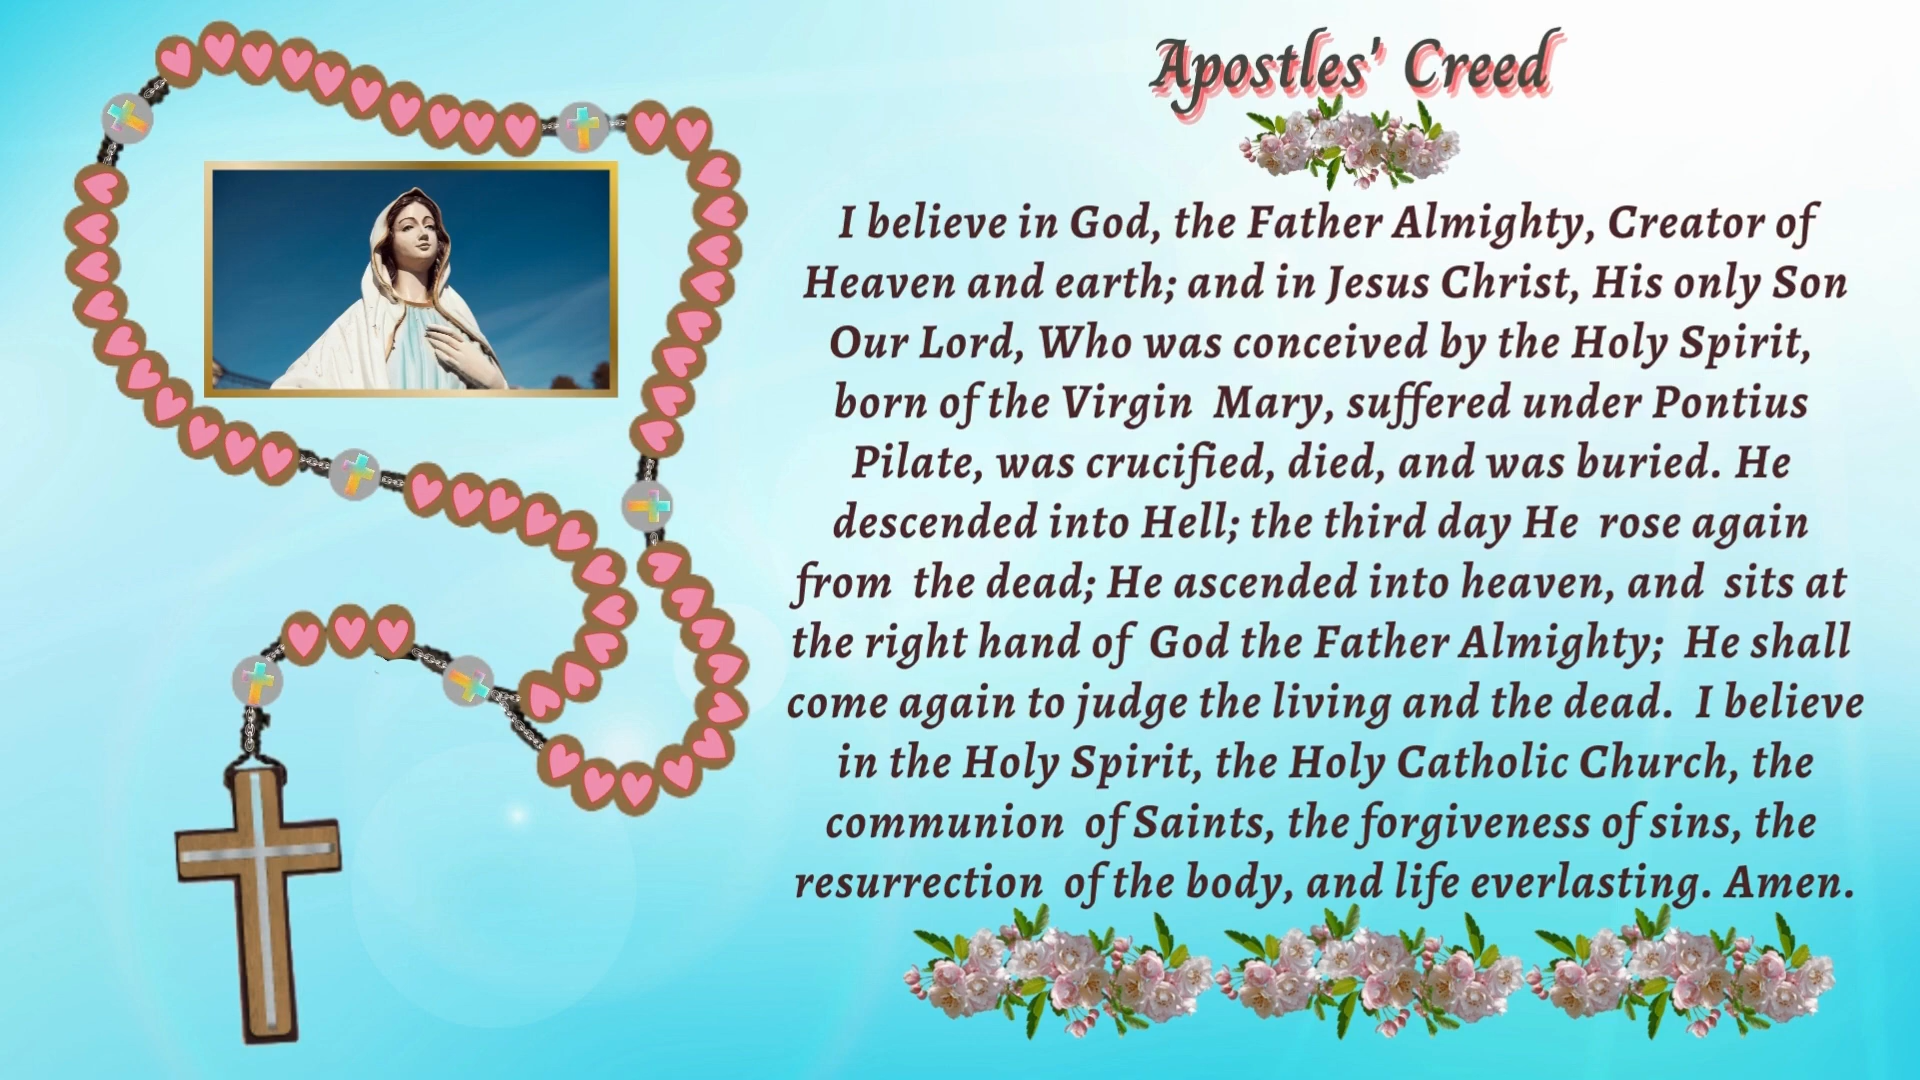 Apostles' Creed
I believe in God, the Father Almighty, Creator of
Heaven and earth; and in Jesus Christ, His only Son
Our Lord, Who was conceived by the Holy Spirit,
born of the Virgin Mary, suffered under Pontius
Pilate, was crucified, died, and was buried. He
descended into Hell; the third day He rose again
from the dead; He ascended into heaven, and sits at
the right hand of God the Father Almighty; He shall
come again to judge the living and the dead. I believe
in the Holy Spirit, the Holy Catholic Church, the
communion of Saints, the forgiveness of sins, the
resurrection of the body, and life everlasting. Amen.